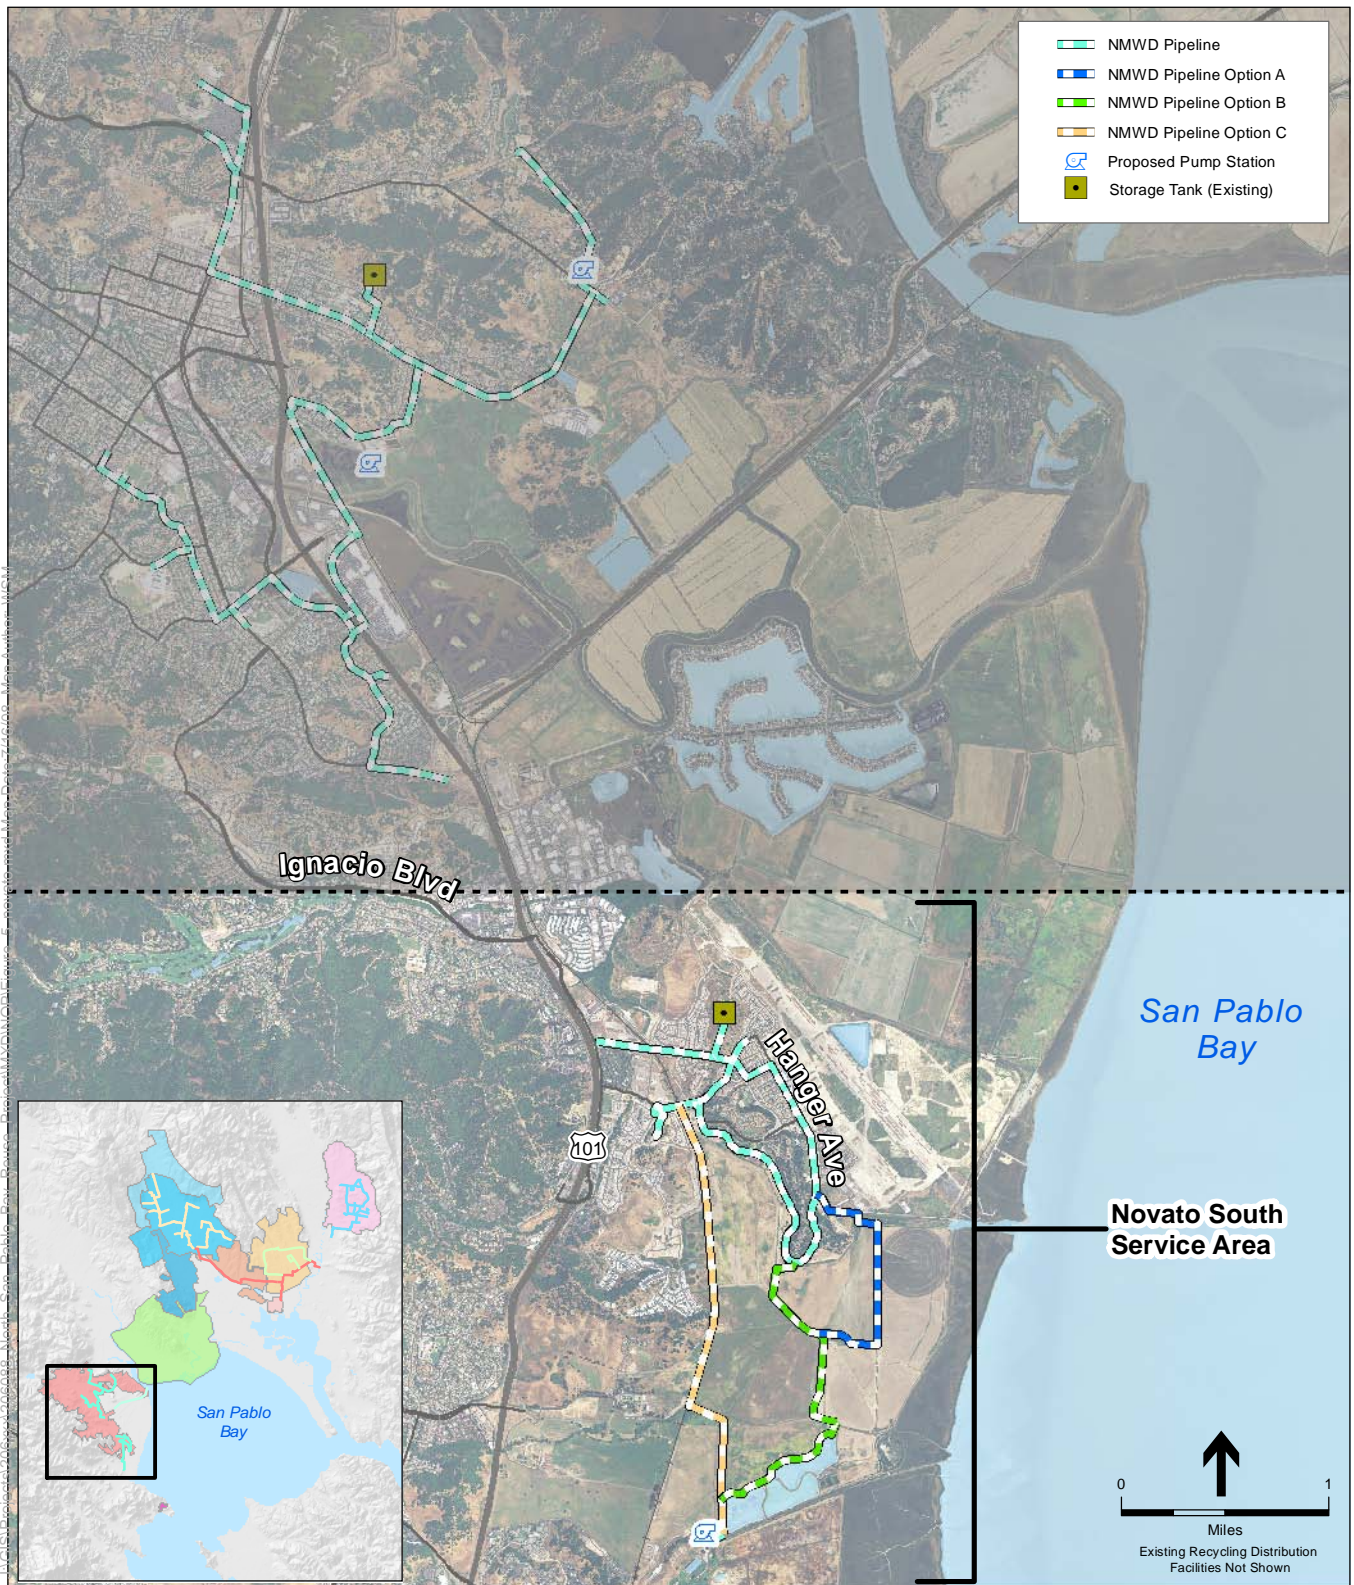 NMWD Pipeline
NMWD Pipeline Option A
NMWD Pipeline Option B
NMWD Pipeline Option C
Proposed Pump Station
Storage Tank (Existing)
Ignacio Blvd
San Pablo
Bay
Hanger Ave
101
Novato South
Service Area
San Pablo
Bay
0 1
Miles
Existing Recycling Distribution
Facilities Not Shown